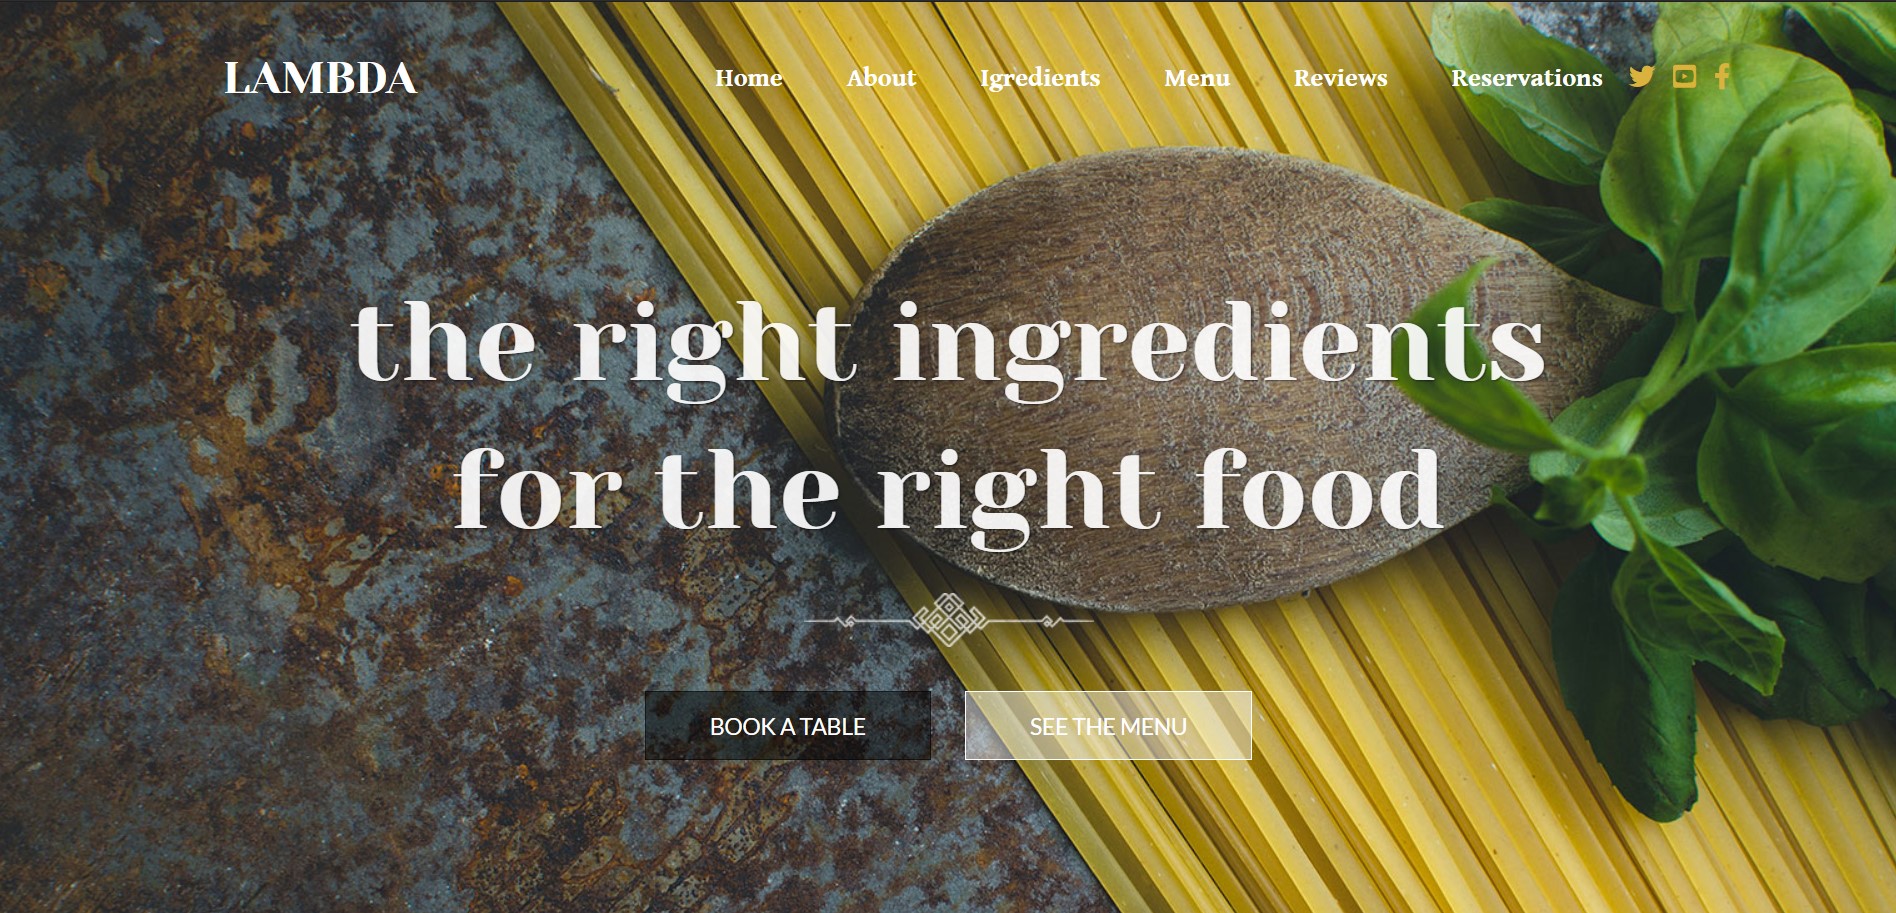 LAMBDA
Home About Igredients Menu Reviews Reservations
the right ingredients
for the right food
BOOK A TABLE SEE THE MENU